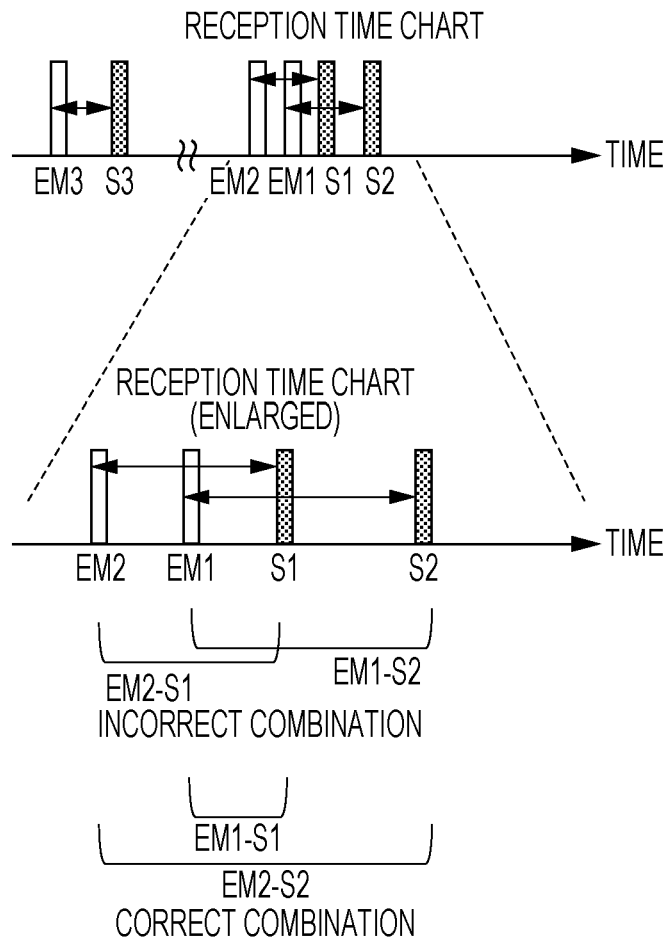 RECEPTION TIME CHART
TIME
EM3 S3 EM2 EM1 S1 S2
RECEPTION TIME CHART
(ENLARGED)
TIME
EM2 EM1 S1 S2
EM1-S2
EM2-S1
INCORRECT COMBINATION
EM1-S1
EM2-S2
CORRECT COMBINATION